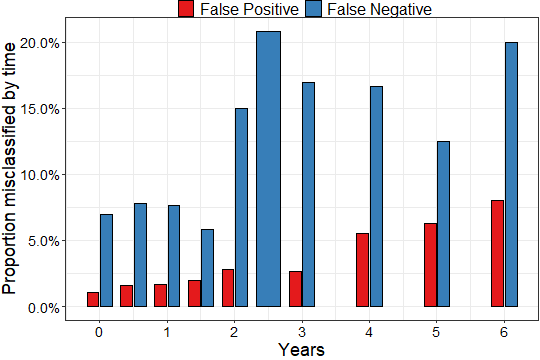 False Positive False Negative
Proportion misclassified by time
20.0%
15.0%
10.0%
5.0%
0.0%
0 1 2 3 4 5 6
Years